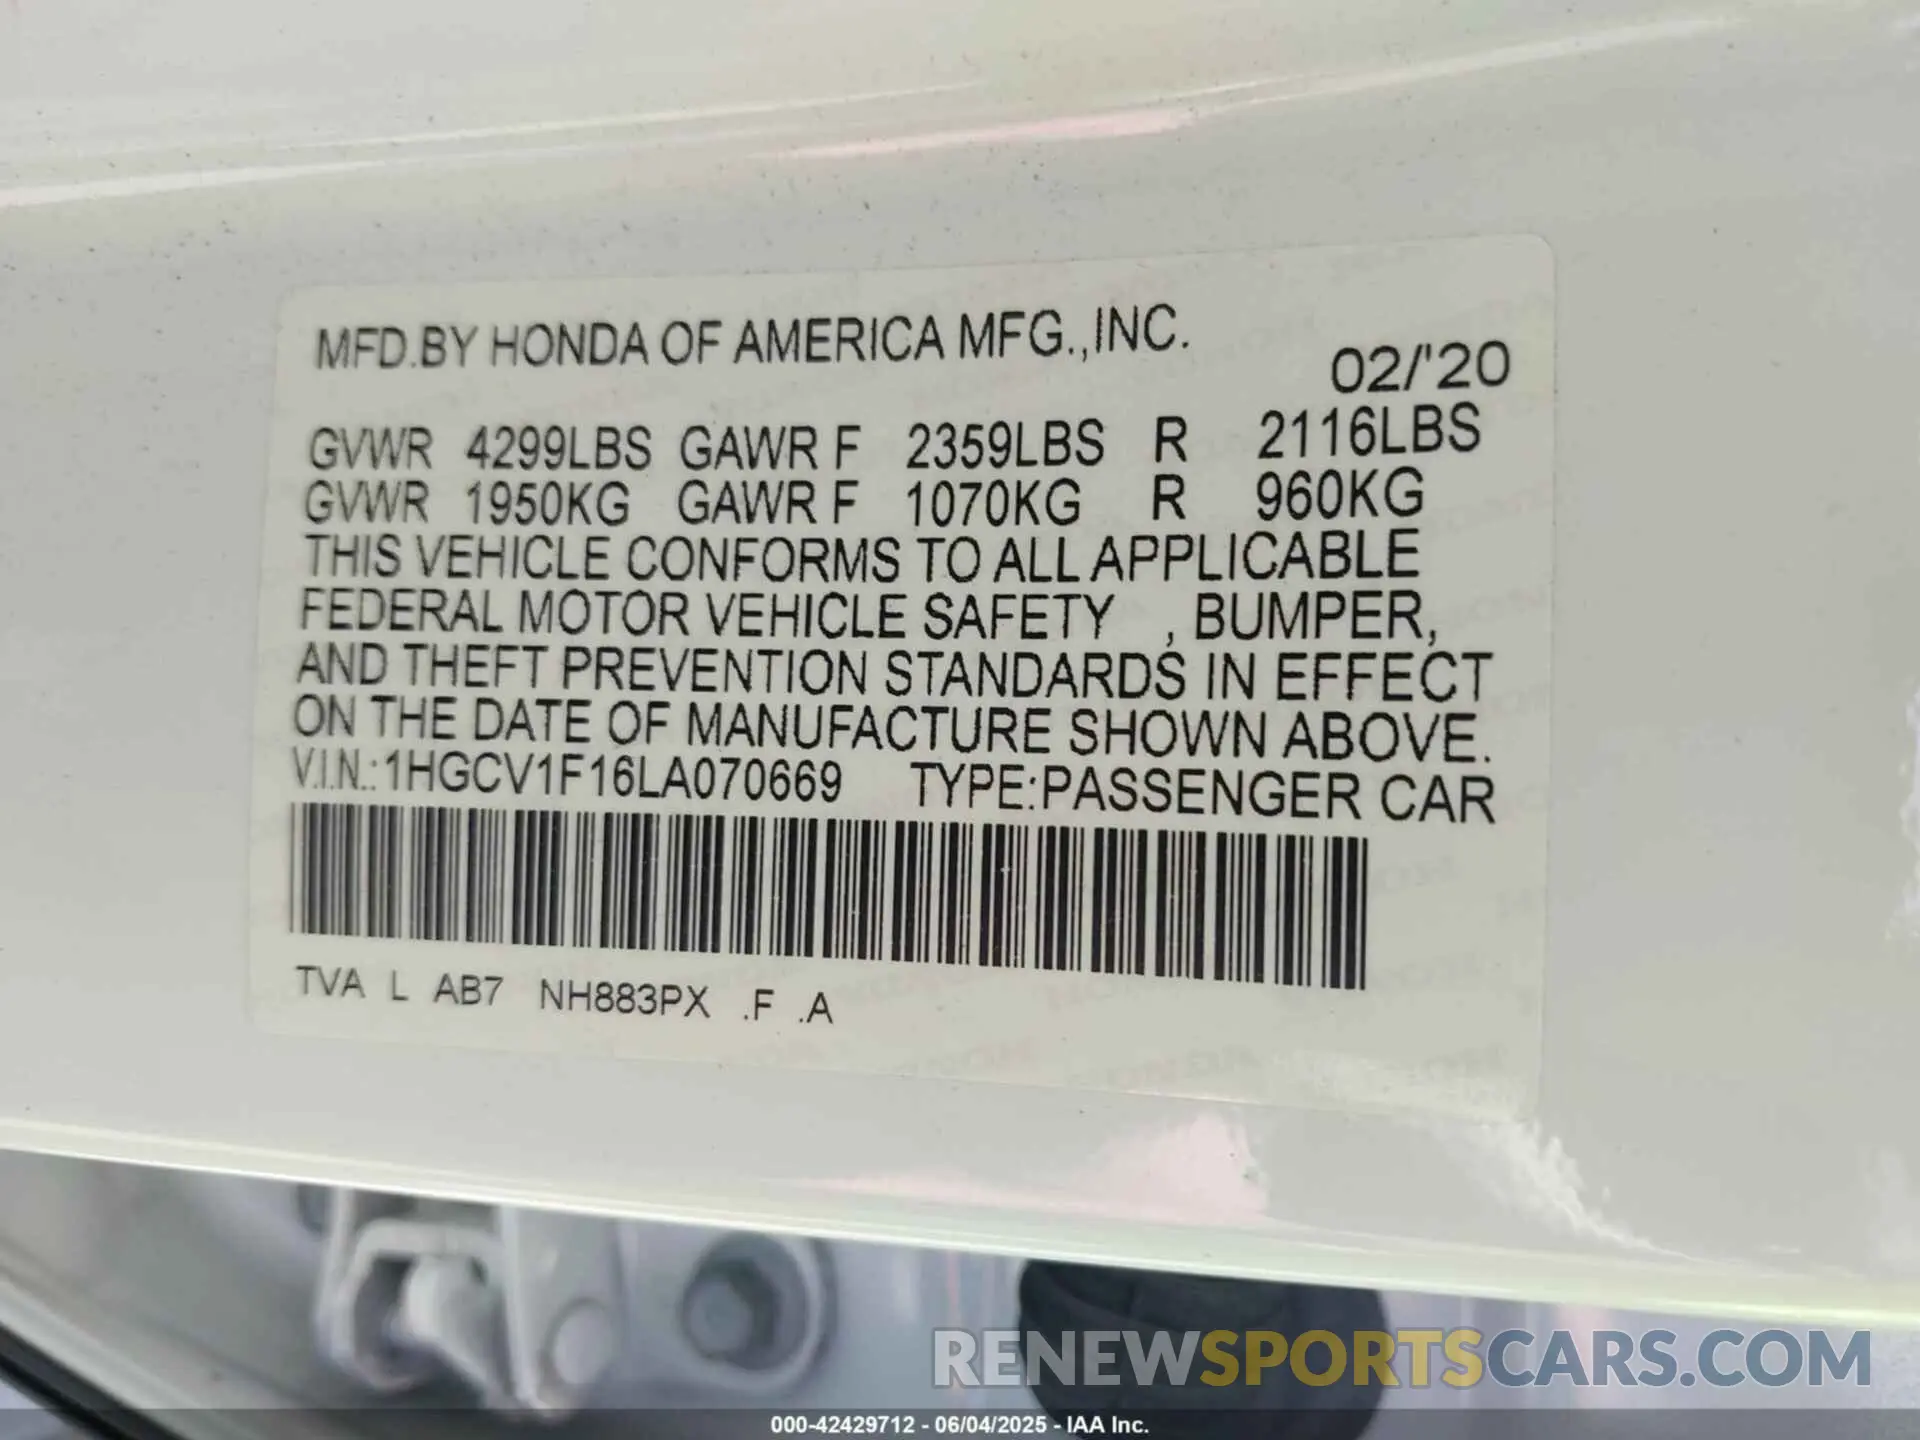 MFD.BY HONDA OF AMERICA MFG.,INC.
02/'20
GVWR 4299LBS GAWR F 2359LBS R 2116LBS
GVWR 1950KG GAWR F 1070KG R 960KG
THIS VEHICLE CONFORMS TO ALL APPLICABLE
FEDERAL MOTOR VEHICLE SAFETY , BUMPER,
AND THEFT PREVENTION STANDARDS IN EFFECT
ON THE DATE OF MANUFACTURE SHOWN ABOVE.
V.I.N.: 1HGCV1F16LA070669 TYPE:PASSENGER CAR
TVA L AB7 NH883PX .F .A
RENEWSPORTSCARS.COM
000-42429712 - 06/04/2025 - IAA Inc.